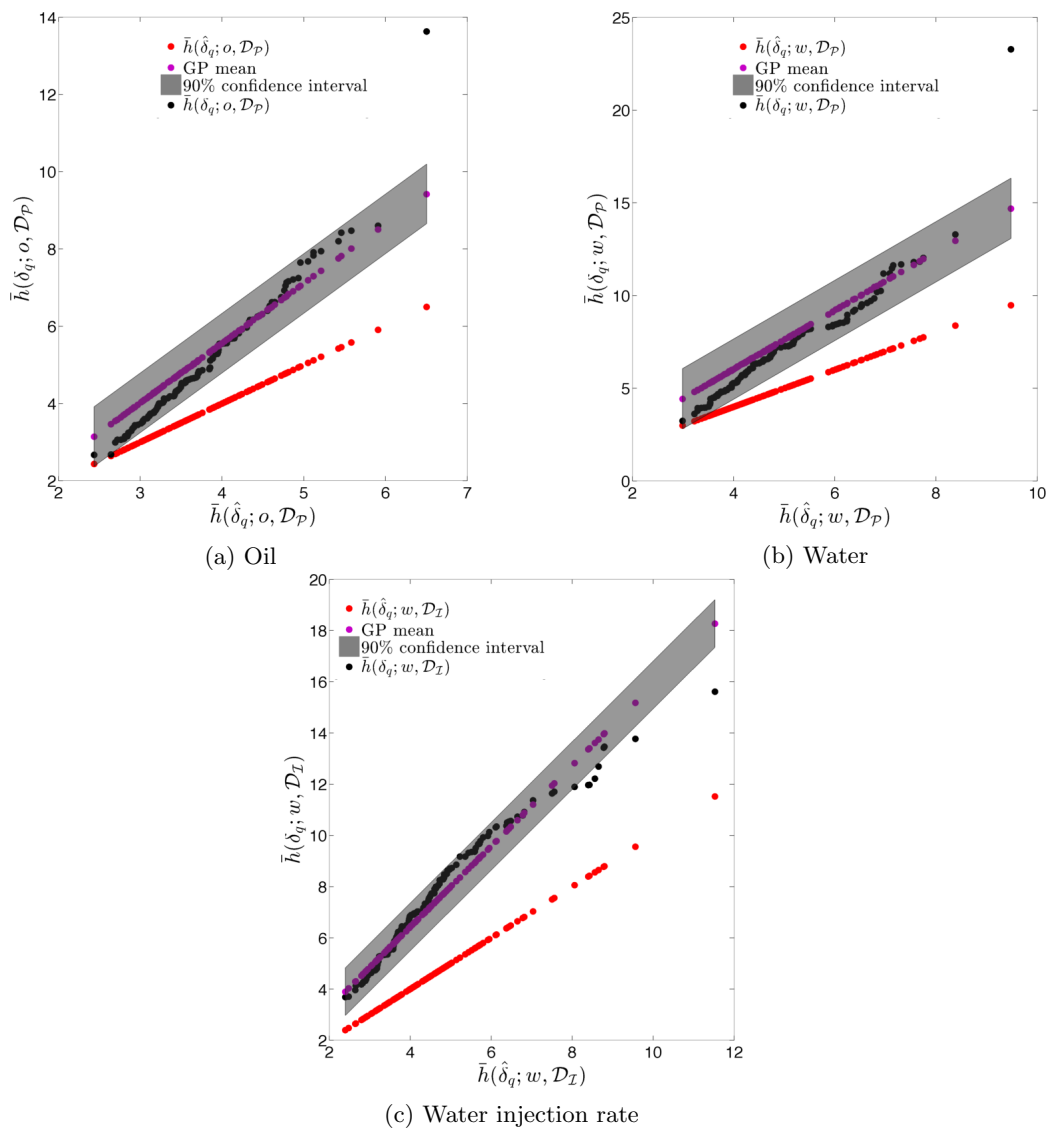 14
12
10
8
6
4
2
2
3
4
5
6
7
h̄(δ̂_q; o, D_P)
GP mean
90% confidence interval
h̄(δ_q; o, D_P)
h̄(δ_q; o, D_P)
h̄(δ̂_q; o, D_P)
(a) Oil
25
20
15
10
5
0
2
4
6
8
10
h̄(δ̂_q; w, D_P)
GP mean
90% confidence interval
h̄(δ_q; w, D_P)
h̄(δ_q; w, D_P)
h̄(δ̂_q; w, D_P)
(b) Water
20
18
16
14
12
10
8
6
4
2
2
4
6
8
10
12
h̄(δ̂_q; w, D_I)
GP mean
90% confidence interval
h̄(δ_q; w, D_I)
h̄(δ_q; w, D_I)
h̄(δ̂_q; w, D_I)
(c) Water injection rate